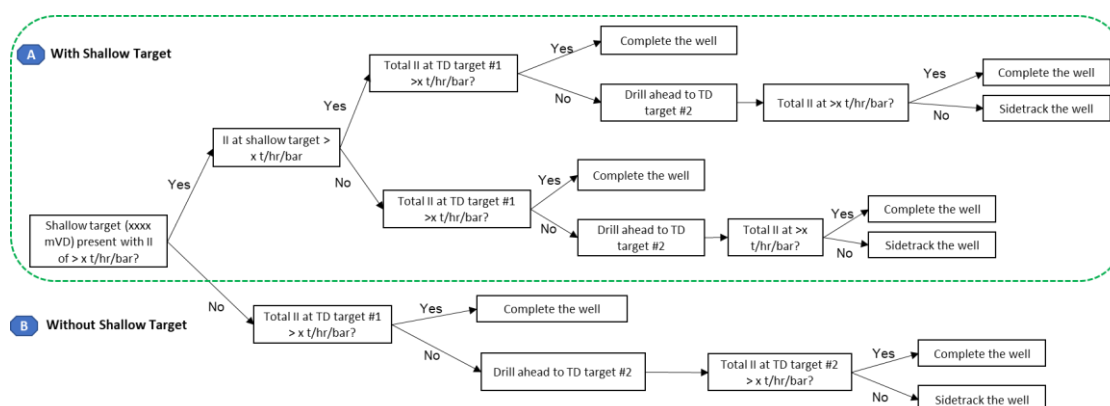 A With Shallow Target
Yes
Complete the well
Total II at TD target #1
>x t/hr/bar?
No
Drill ahead to TD
target #2
Total II at >x t/hr/bar?
Yes
Complete the well
No
Sidetrack the well
Yes
II at shallow target >
x t/hr/bar
No
Total II at TD target #1
>x t/hr/bar?
Yes
Complete the well
No
Drill ahead to TD
target #2
Total II at >x
t/hr/bar?
Yes
Complete the well
No
Sidetrack the well
Yes
Shallow target (xxxx
mVD) present with II
of > x t/hr/bar?
No
B Without Shallow Target
Total II at TD target #1
> x t/hr/bar?
Yes
Complete the well
No
Drill ahead to TD target #2
Total II at TD target #2
> x t/hr/bar?
Yes
Complete the well
No
Sidetrack the well